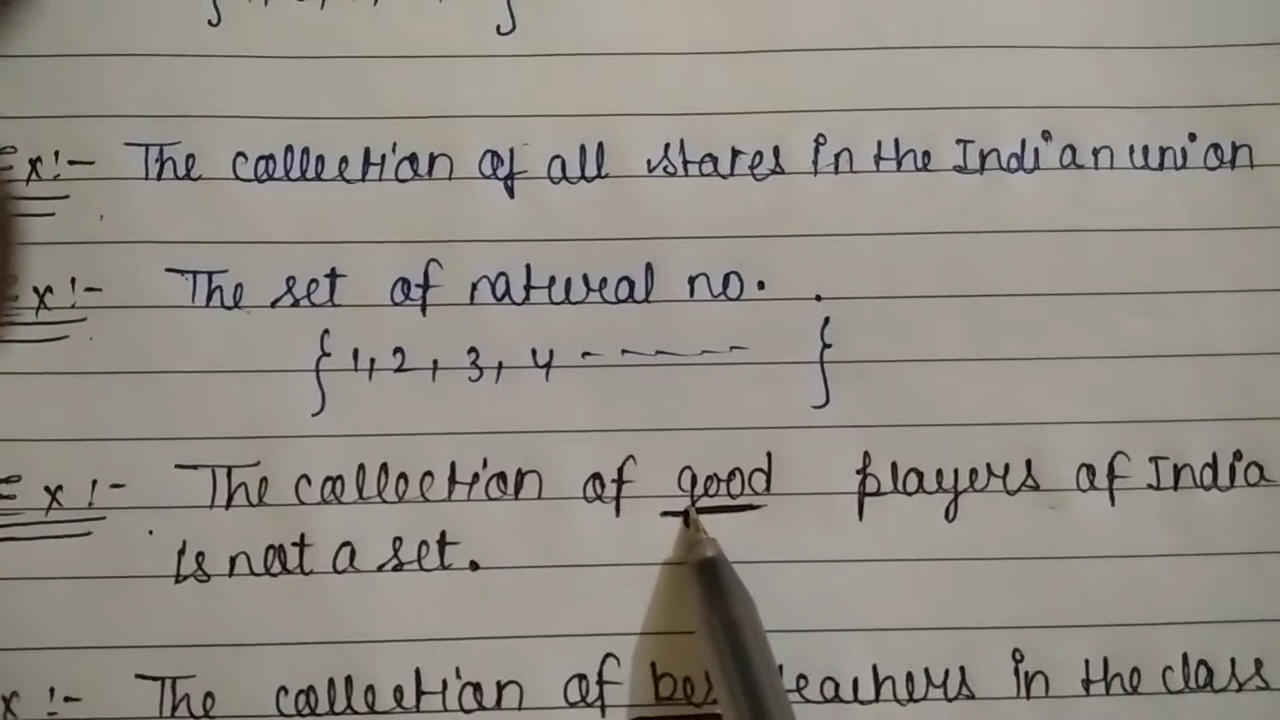 Ex:- The collection of all states in the Indian union
Ex:- The set of natural no.
{1, 2, 3, 4 ------ }
Ex:- The collection of good players of India
is not a set.
x:- The collection of teachers in the class